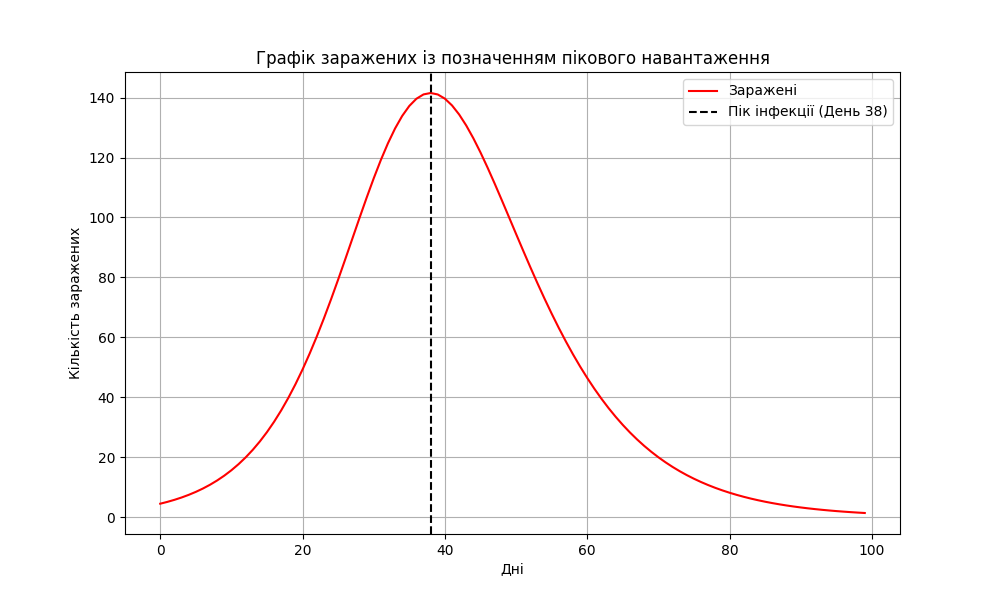 Графік заражених із позначенням пікового навантаження
Заражені
Пік інфекції (День 38)
Кількість заражених
140
120
100
80
60
40
20
0
0 20 40 60 80 100
Дні